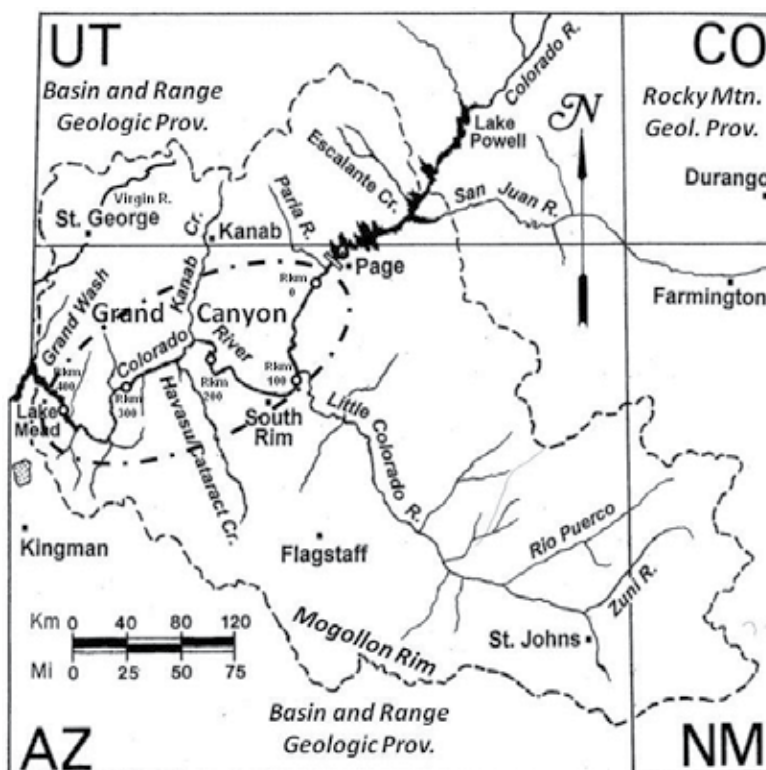 UT
CO
Basin and Range
Geologic Prov.
Colorado R.
Rocky Mtn.
Geol. Prov.
N
Lake
Powell
Escalante Cr.
Durango
San Juan R.
Virgin R.
St. George
Kanab
Paria R.
Page
Farmington
Grand Wash
Kanab Cr.
Rkm
0
Grand Canyon
Colorado River
Rkm
400
Rkm
300
Rkm
200
Rkm
100
Lake
Mead
South
Rim
Havasu/Cataract Cr.
Little Colorado R.
Kingman
Flagstaff
Rio Puerco
Zuni R.
Km 0 40 80 120
Mi 0 25 50 75
St. Johns
Mogollon Rim
Basin and Range
Geologic Prov.
AZ
NM